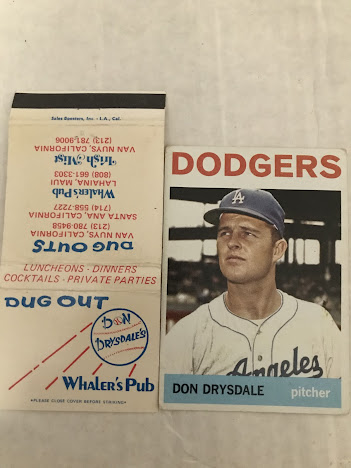 Sales Boosters, Inc. - L.A., Cal.
DUG OUTS
VAN NUYS, CALIFORNIA
(213) 780-9458
SANTA ANA, CALIFORNIA
(714) 558-7227
Whaler's Pub
LAHAINA, MAUI
(808) 661-3303
Irish Mist
VAN NUYS, CALIFORNIA
(213) 781-9006
LUNCHEONS · DINNERS
COCKTAILS · PRIVATE PARTIES
DUG OUT
DON
DRYSDALE'S
WHALER'S PUB
PLEASE CLOSE COVER BEFORE STRIKING
DODGERS
LA
Angeles
DON DRYSDALE pitcher